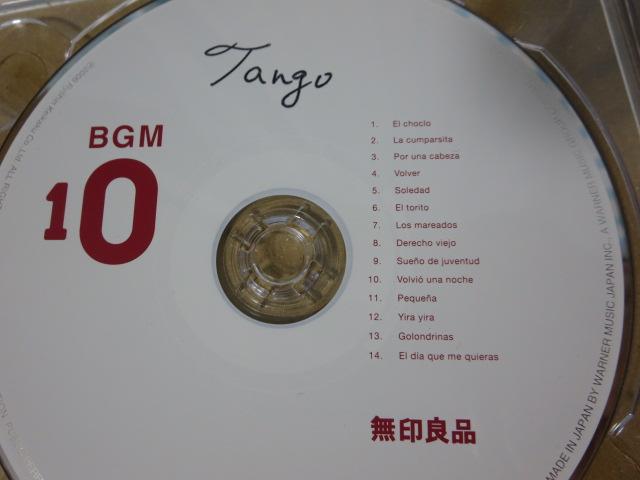 Tango
BGM
10
1. El choclo
2. La cumparsita
3. Por una cabeza
4. Volver
5. Soledad
6. El torito
7. Los mareados
8. Derecho viejo
9. Sueño de juventud
10. Volvió una noche
11. Pequeña
12. Yira yira
13. Golondrinas
14. El día que me quieras
無印良品
MADE IN JAPAN BY WARNER MUSIC JAPAN INC., A WARNER MUSIC GROUP